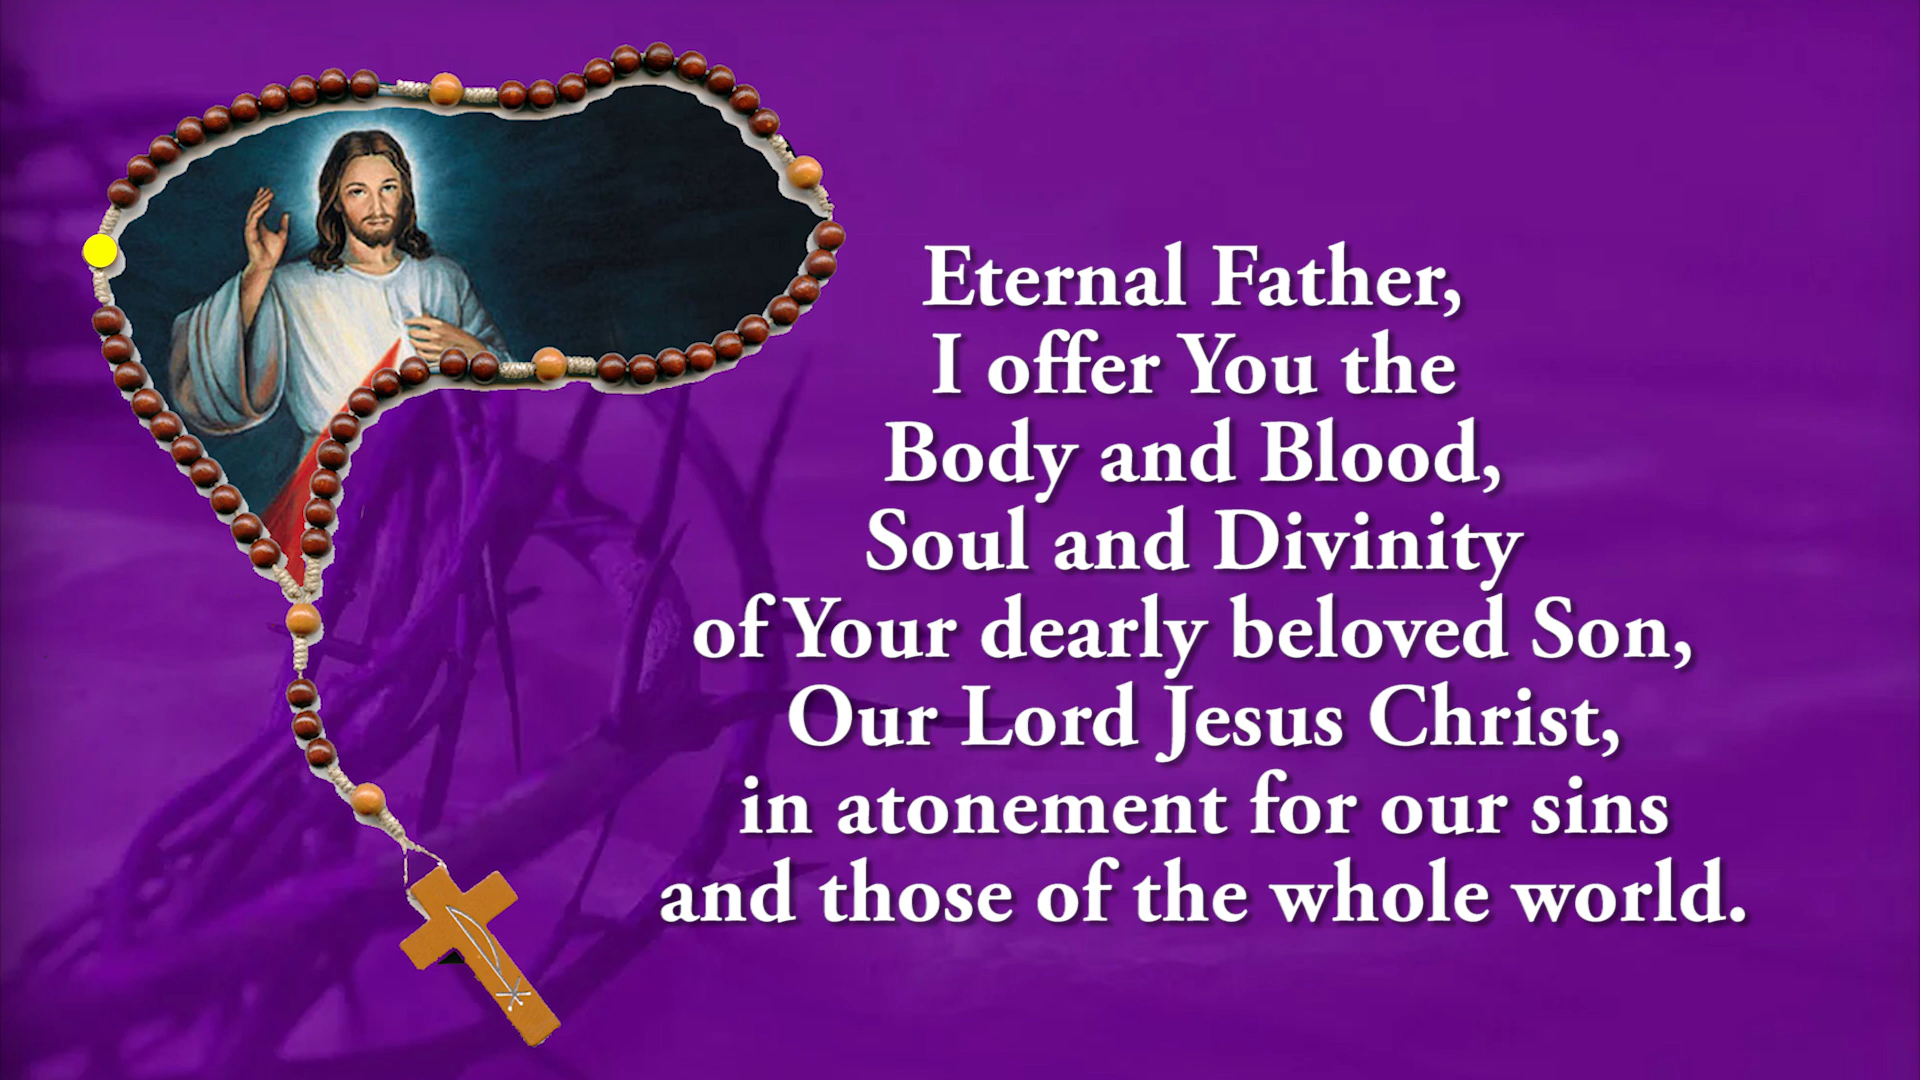 Eternal Father,
I offer You the
Body and Blood,
Soul and Divinity
of Your dearly beloved Son,
Our Lord Jesus Christ,
in atonement for our sins
and those of the whole world.